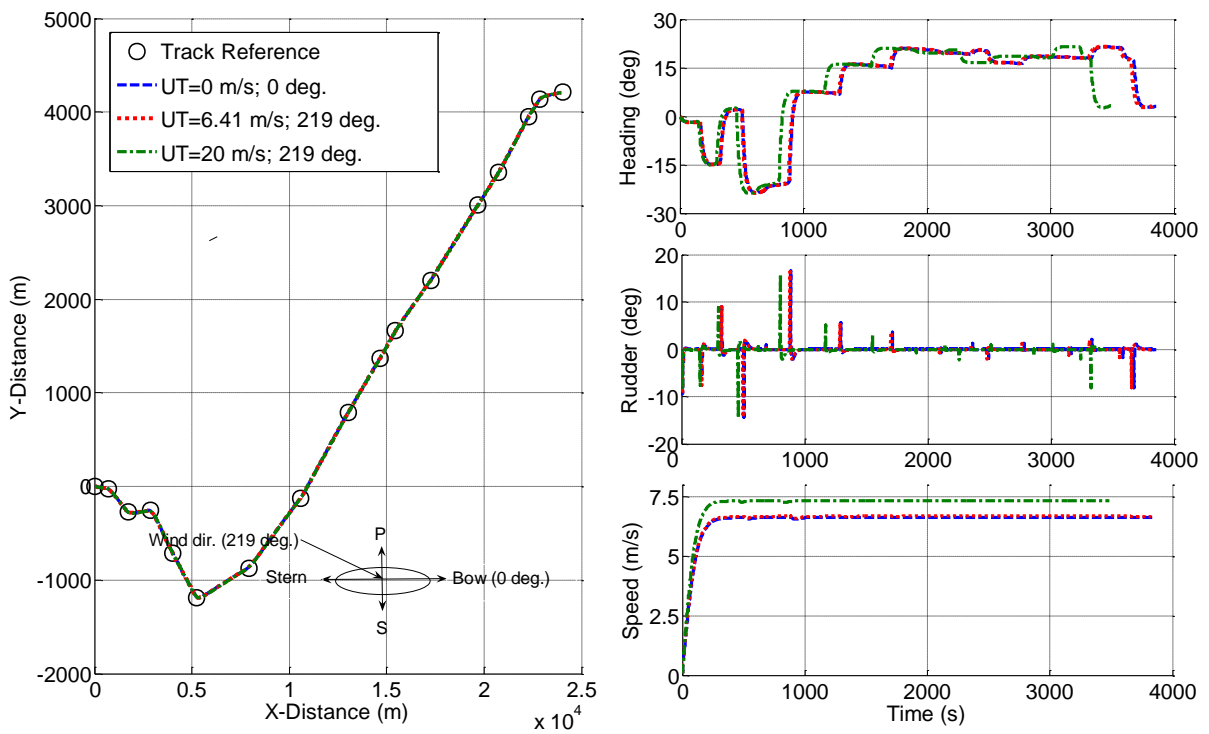 5000
4000
3000
2000
1000
0
-1000
-2000
Y-Distance (m)
Track Reference
UT=0 m/s; 0 deg.
UT=6.41 m/s; 219 deg.
UT=20 m/s; 219 deg.
Wind dir. (219 deg.)
P
Stern
Bow (0 deg.)
S
0
0.5
1
1.5
2
2.5
X-Distance (m)
x 10^4
30
15
0
-15
-30
Heading (deg)
0
1000
2000
3000
4000
20
10
0
-10
-20
Rudder (deg)
0
1000
2000
3000
4000
7.5
5
2.5
0
Speed (m/s)
0
1000
2000
3000
4000
Time (s)